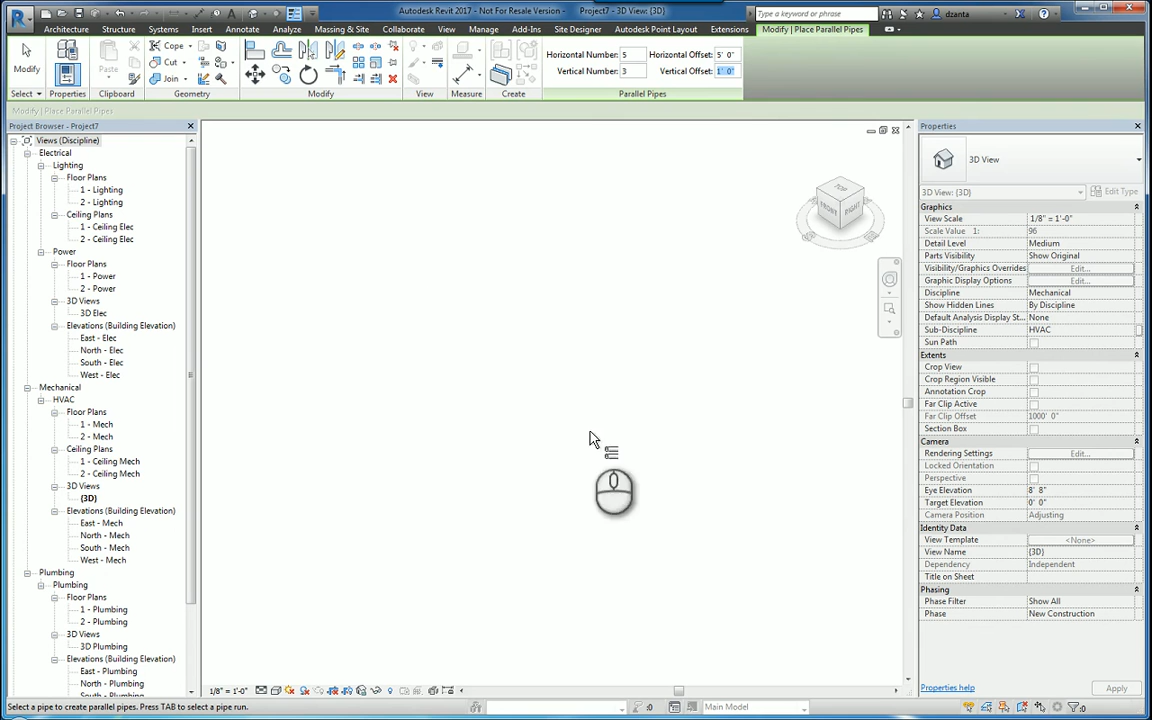 Autodesk Revit 2017 - Not For Resale Version -    Project7 - 3D View: {3D}
Type a keyword or phrase
dzanta
Architecture Structure Systems Insert Annotate Analyze Massing & Site Collaborate View Manage Add-Ins Site Designer Autodesk Point Layout Extensions Modify | Place Parallel Pipes
Modify
Paste
Cope
Cut
Join
Horizontal Number: 5 Horizontal Offset: 5' 0"
Vertical Number: 3 Vertical Offset: 1' 0"
Select Properties Clipboard Geometry Modify View Measure Create Parallel Pipes
Modify | Place Parallel Pipes
Project Browser - Project7
Views (Discipline)
Electrical
Lighting
Floor Plans
1 - Lighting
2 - Lighting
Ceiling Plans
1 - Ceiling Elec
2 - Ceiling Elec
Power
Floor Plans
1 - Power
2 - Power
3D Views
3D Elec
Elevations (Building Elevation)
East - Elec
North - Elec
South - Elec
West - Elec
Mechanical
HVAC
Floor Plans
1 - Mech
2 - Mech
Ceiling Plans
1 - Ceiling Mech
2 - Ceiling Mech
3D Views
{3D}
Elevations (Building Elevation)
East - Mech
North - Mech
South - Mech
West - Mech
Plumbing
Plumbing
Floor Plans
1 - Plumbing
2 - Plumbing
3D Views
3D Plumbing
Elevations (Building Elevation)
East - Plumbing
North - Plumbing
South - Plumbing
TOP
FRONT
RIGHT
Properties
3D View
3D View: {3D}
Edit Type
Graphics
View Scale 1/8" = 1'-0"
Scale Value 1: 96
Detail Level Medium
Parts Visibility Show Original
Visibility/Graphics Overrides Edit...
Graphic Display Options Edit...
Discipline Mechanical
Show Hidden Lines By Discipline
Default Analysis Display St... None
Sub-Discipline HVAC
Sun Path
Extents
Crop View
Crop Region Visible
Annotation Crop
Far Clip Active
Far Clip Offset 1000' 0"
Section Box
Camera
Rendering Settings Edit...
Locked Orientation
Perspective
Eye Elevation 8' 8"
Target Elevation 0' 0"
Camera Position Adjusting
Identity Data
View Template <None>
View Name {3D}
Dependency Independent
Title on Sheet
Phasing
Phase Filter Show All
Phase New Construction
Properties help
Apply
1/8" = 1'-0"
Select a pipe to create parallel pipes. Press TAB to select a pipe run.
:0
Main Model
:0